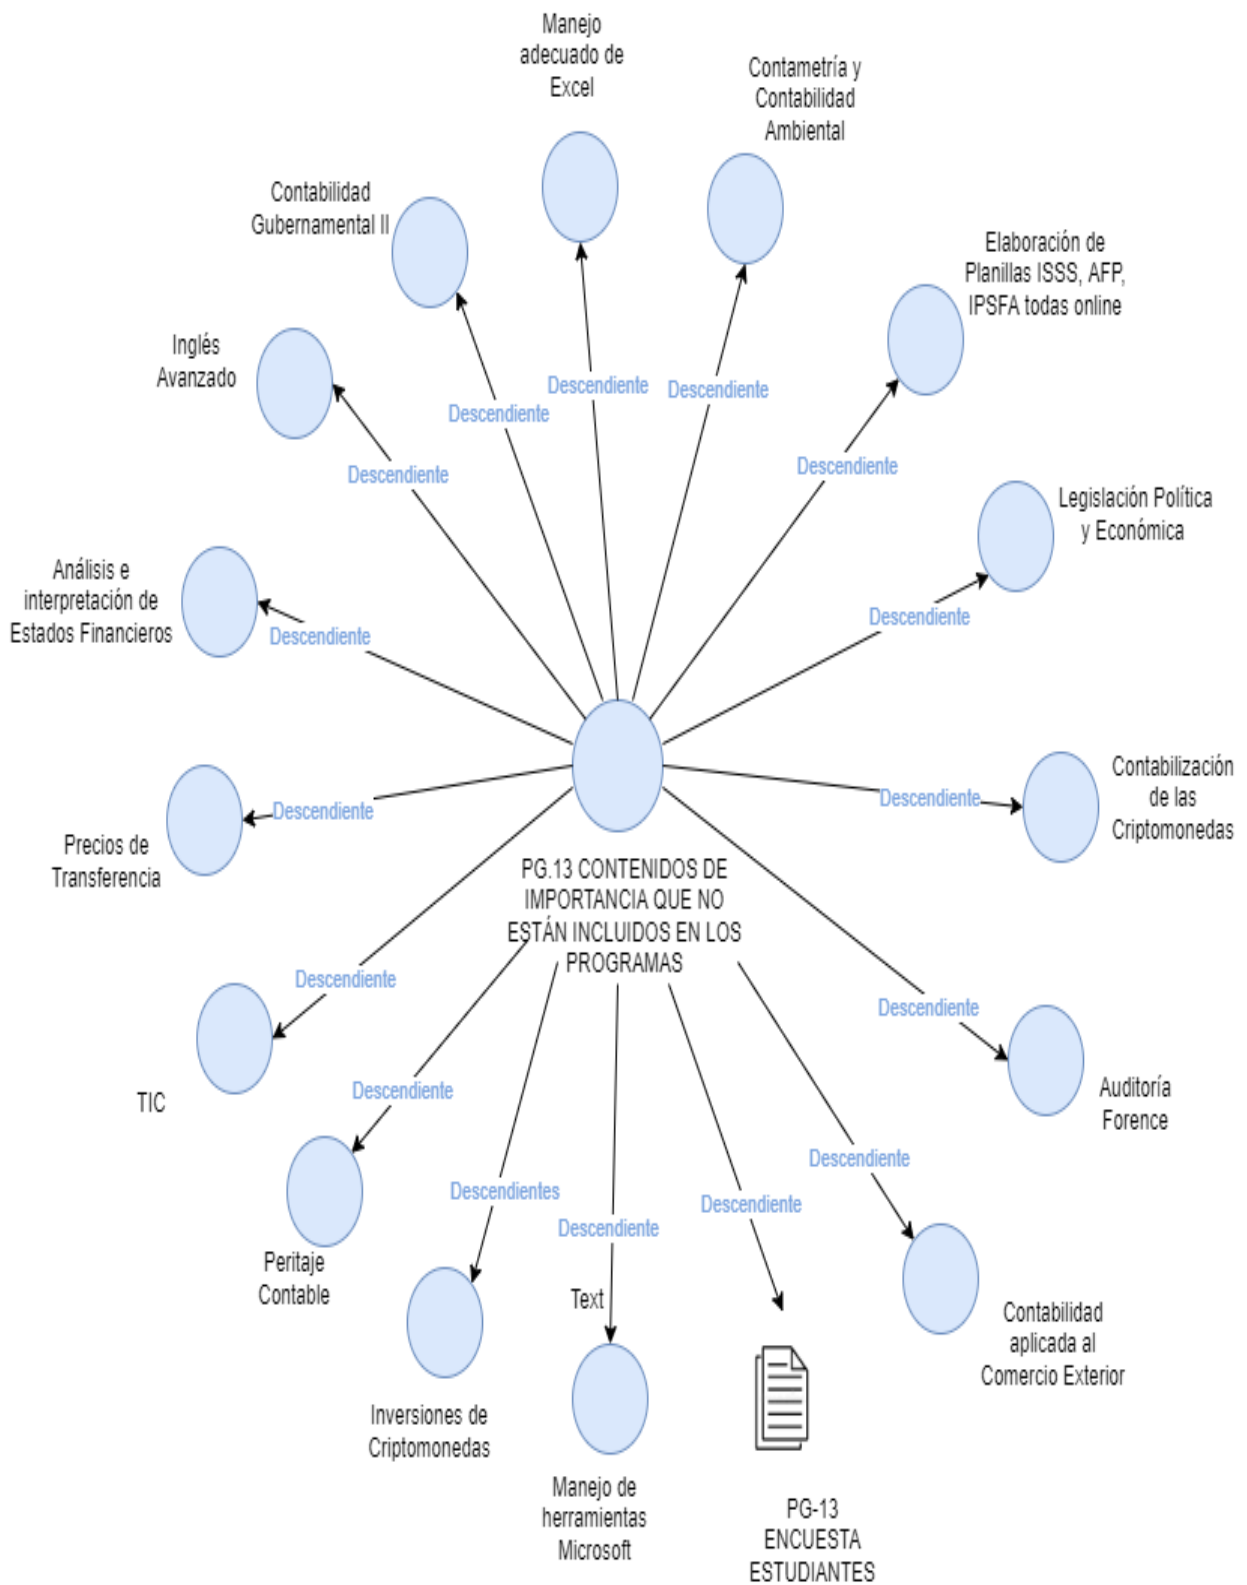 Manejo
adecuado de
Excel
Contametría y
Contabilidad
Ambiental
Contabilidad
Gubernamental II
Elaboración de
Planillas ISSS, AFP,
IPSFA todas online
Inglés
Avanzado
Descendiente
Descendiente
Descendiente
Descendiente
Descendiente
Legislación Política
y Económica
Análisis e
interpretación de
Estados Financieros
Descendiente
Descendiente
Contabilización
de las
Criptomonedas
Descendiente
Descendiente
Precios de
Transferencia
PG.13 CONTENIDOS DE
IMPORTANCIA QUE NO
ESTÁN INCLUIDOS EN LOS
PROGRAMAS
Descendiente
Descendiente
TIC
Auditoría
Forence
Descendiente
Descendiente
Descendientes
Descendiente
Descendiente
Peritaje
Contable
Text
Contabilidad
aplicada al
Comercio Exterior
Inversiones de
Criptomonedas
Manejo de
herramientas
Microsoft
PG-13
ENCUESTA
ESTUDIANTES